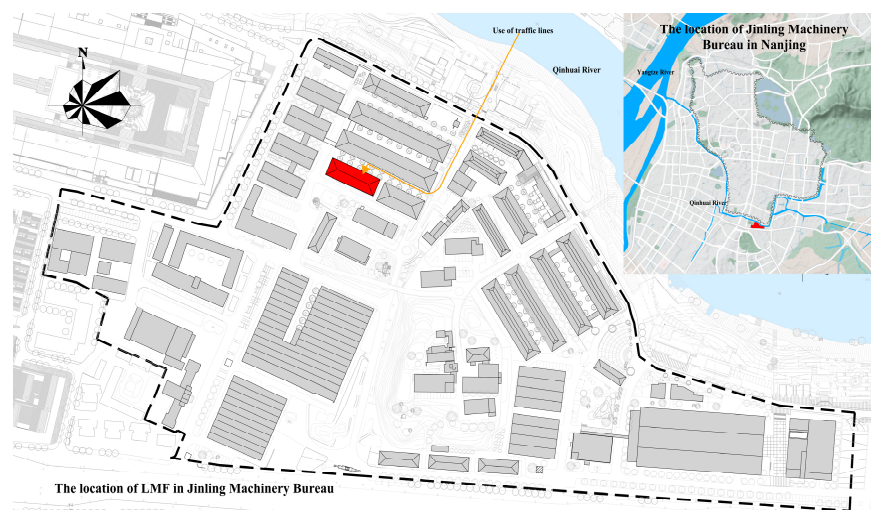 Use of traffic lines
Qinhuai River
N
The location of Jinling Machinery
Bureau in Nanjing
Yangtze River
Qinhuai River
The location of LMF in Jinling Machinery Bureau